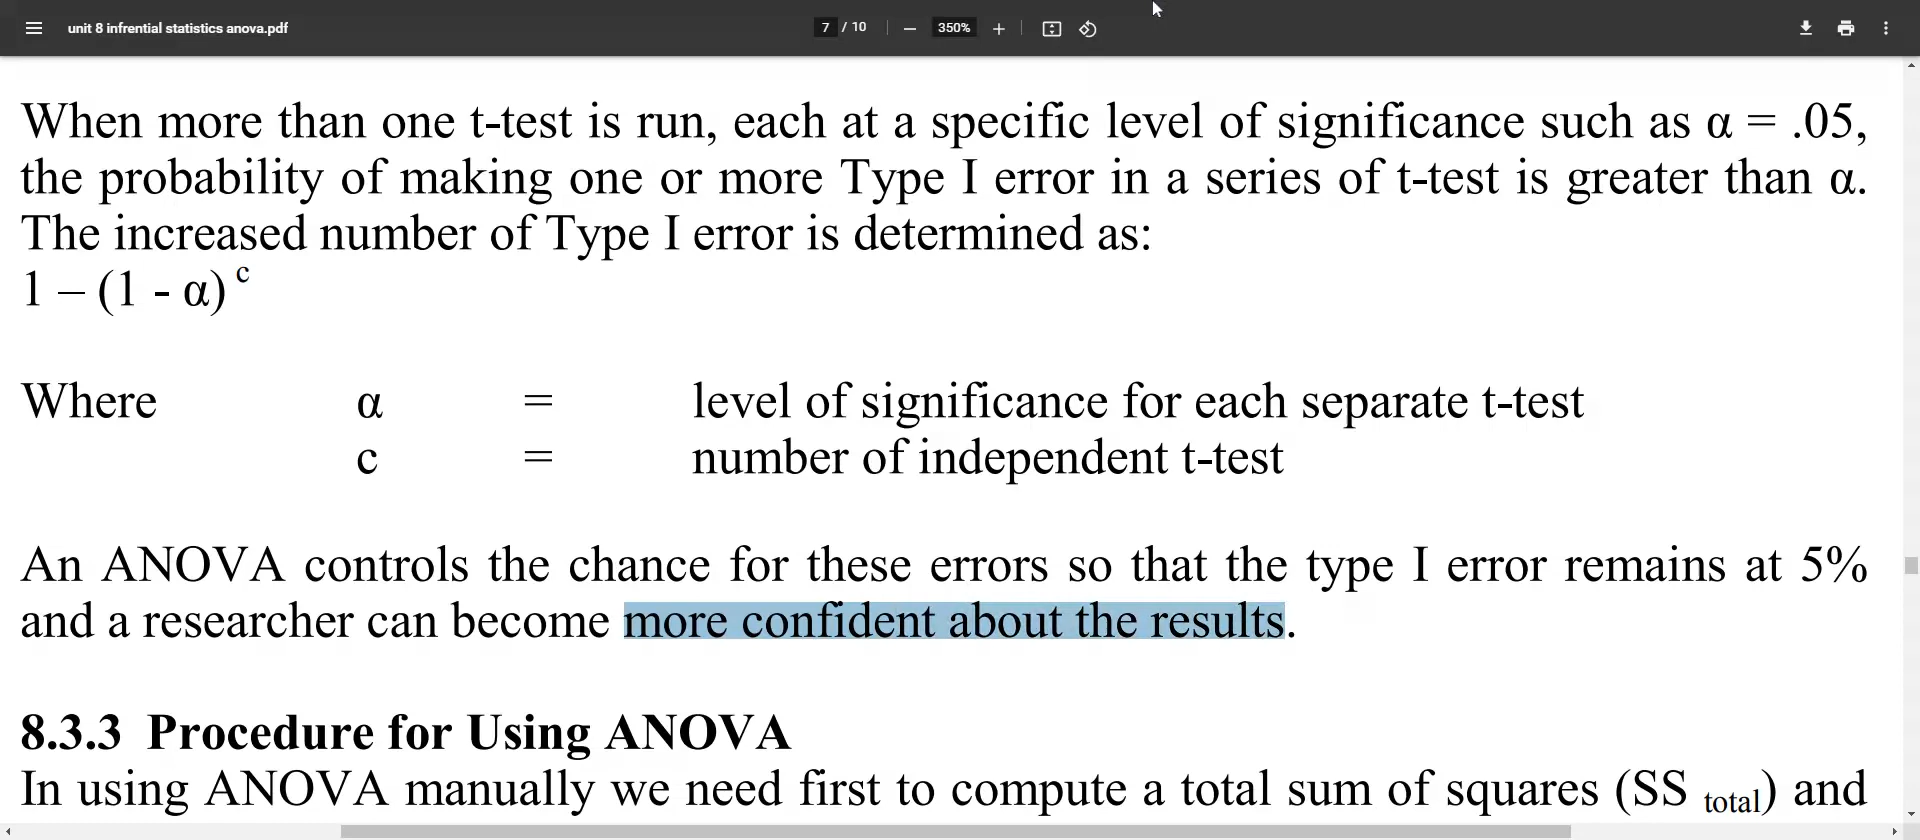 unit 8 infrential statistics anova.pdf
7 / 10
350%
When more than one t-test is run, each at a specific level of significance such as α = .05,
the probability of making one or more Type I error in a series of t-test is greater than α.
The increased number of Type I error is determined as:
1 – (1 - α) c
Where α = level of significance for each separate t-test
c = number of independent t-test
An ANOVA controls the chance for these errors so that the type I error remains at 5%
and a researcher can become more confident about the results.
8.3.3 Procedure for Using ANOVA
In using ANOVA manually we need first to compute a total sum of squares (SS total) and